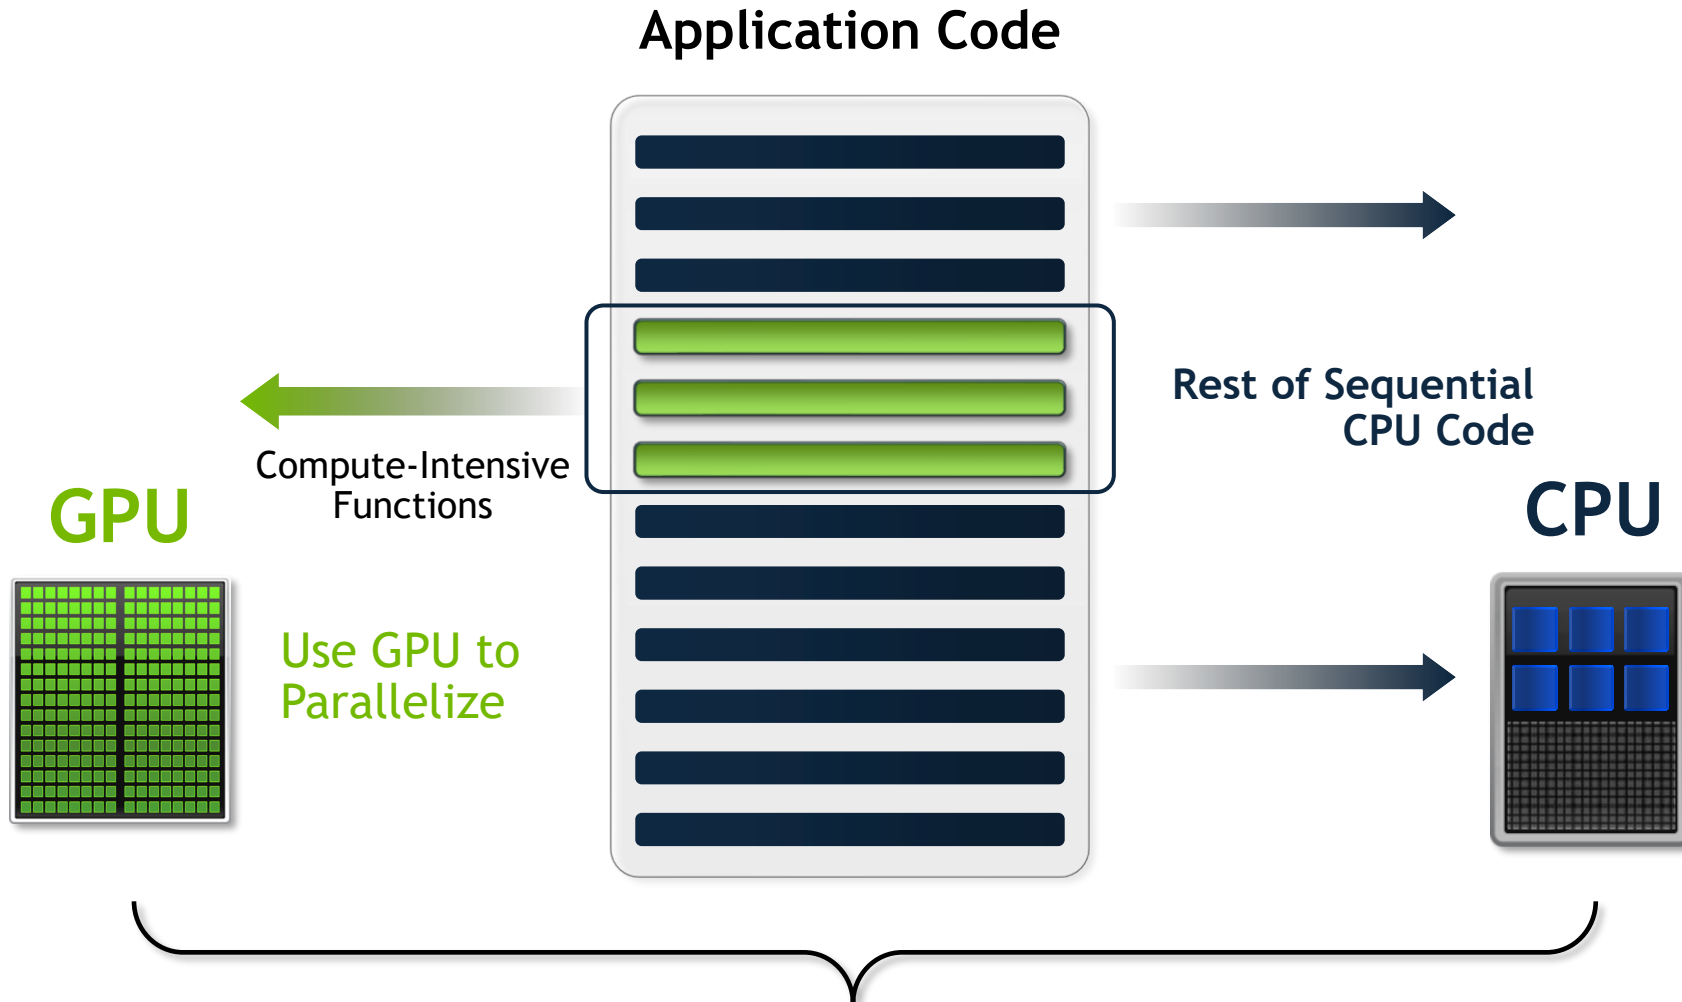 Application Code
Rest of Sequential
CPU Code
Compute-Intensive
Functions
GPU
CPU
Use GPU to
Parallelize